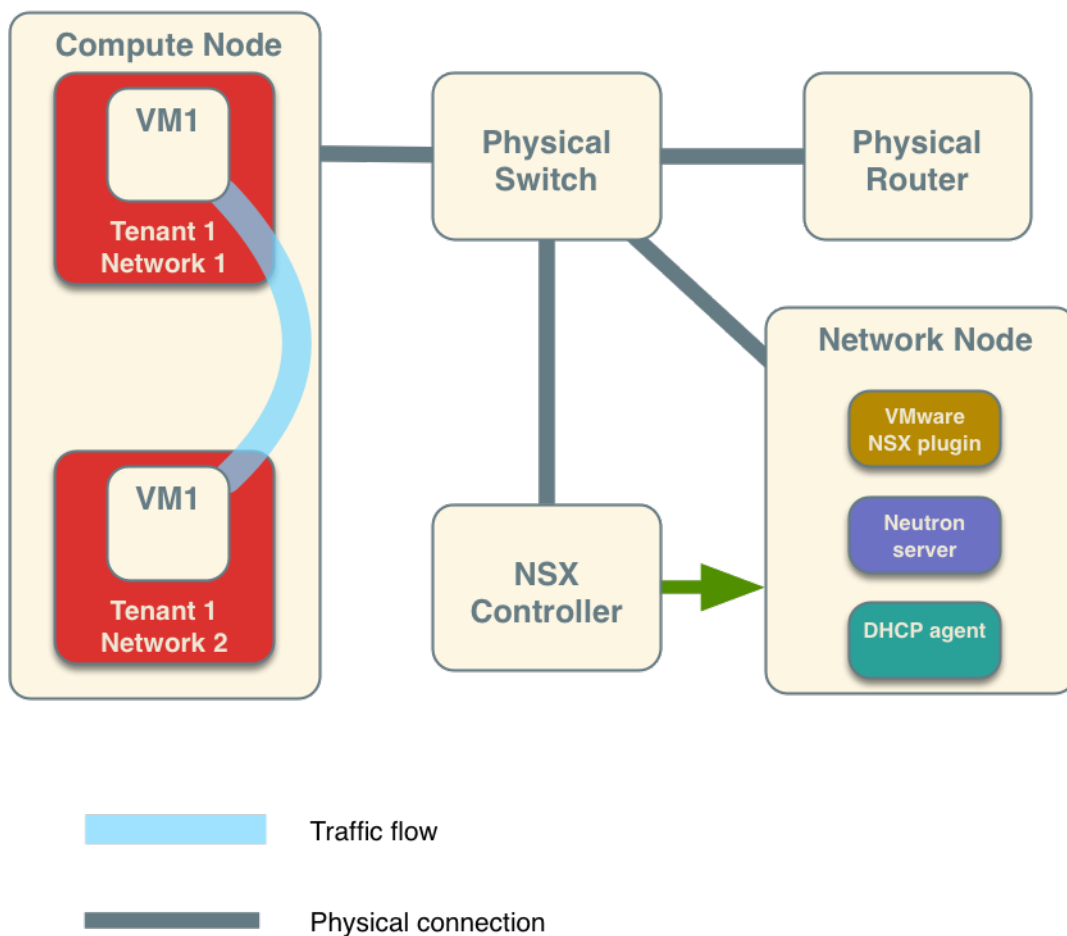 Compute Node
VM1
Tenant 1
Network 1
VM1
Tenant 1
Network 2
Physical
Switch
Physical
Router
NSX
Controller
Network Node
VMware
NSX plugin
Neutron
server
DHCP agent
Traffic flow
Physical connection